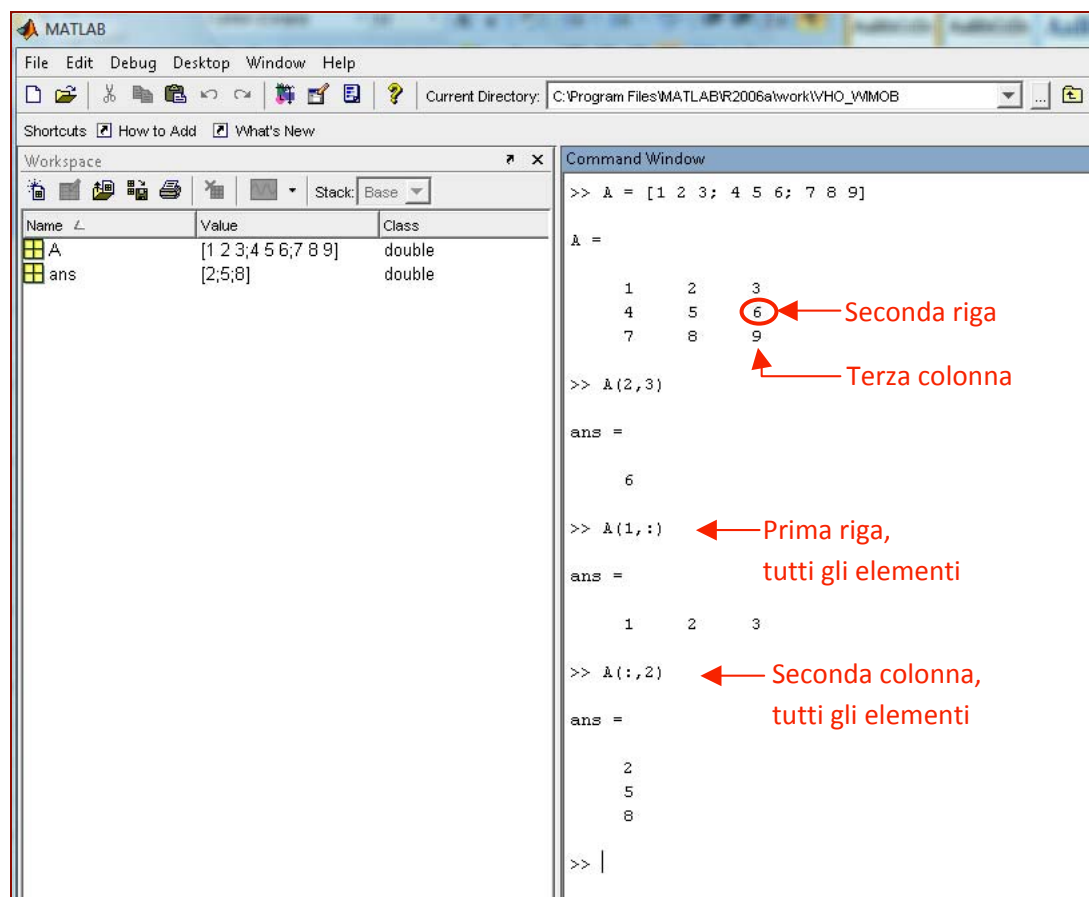 MATLAB
File Edit Debug Desktop Window Help
Current Directory: C:\Program Files\MATLAB\R2006a\work\VHO_WIMOB ...
Shortcuts How to Add What's New
Workspace
Stack: Base
Name Value Class
A [1 2 3;4 5 6;7 8 9] double
ans [2;5;8] double
Command Window
>> A = [1 2 3; 4 5 6; 7 8 9]
A =
1 2 3
4 5 6 Seconda riga
7 8 9
Terza colonna
>> A(2,3)
ans =
6
>> A(1,:) Prima riga,
tutti gli elementi
ans =
1 2 3
>> A(:,2) Seconda colonna,
tutti gli elementi
ans =
2
5
8
>>